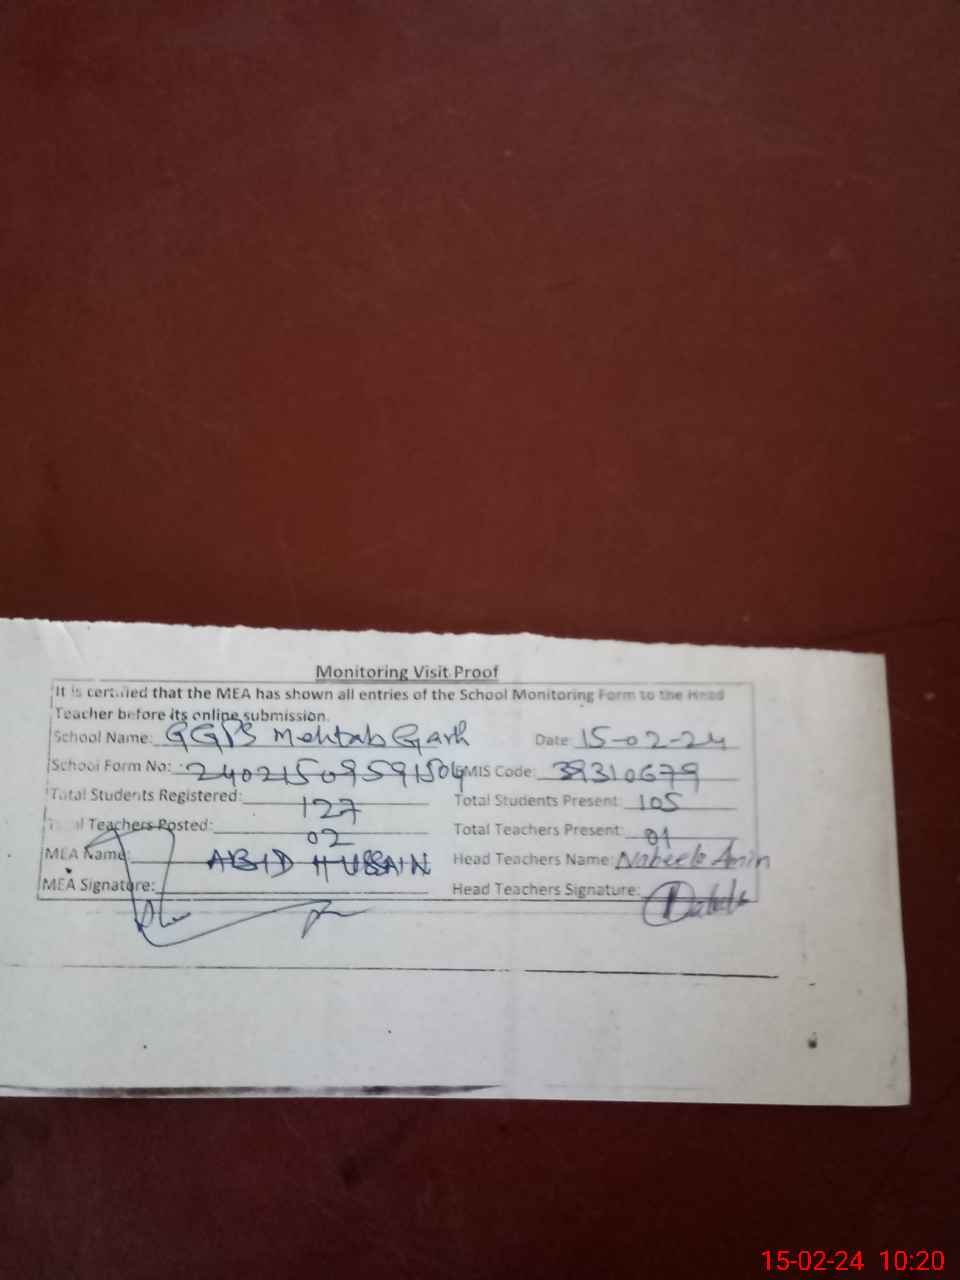 Monitoring Visit Proof
It is certified that the MEA has shown all entries of the School Monitoring Form to the Head
Teacher before its online submission.
School Name: GGPS Mehtab Garh Date: 15-02-24
School Form No: EMIS Code: 39310679
Total Students Registered: 127 Total Students Present: 105
Total Teachers Posted: 02 Total Teachers Present: 01
MEA Name: ABID HUSSAIN Head Teachers Name: Nabeela Amin
MEA Signature: Head Teachers Signature:
15-02-24 10:20